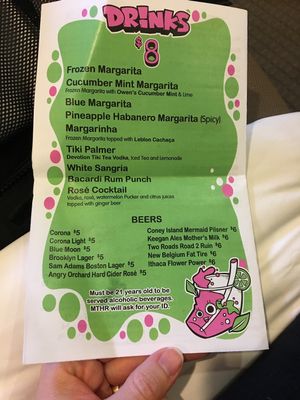 DRINKS
$8
Frozen Margarita
Cucumber Mint Margarita
Frozen Margarita with Owen's Cucumber Mint & Lime
Blue Margarita
Pineapple Habanero Margarita (Spicy)
Margarinha
Frozen Margarita topped with Leblon Cachaça
Tiki Palmer
Devotion Tiki Tea Vodka, Iced Tea and Lemonade
White Sangria
Bacardi Rum Punch
Rosé Cocktail
Vodka, rosé, watermelon Pucker and citrus juices
topped with ginger beer
BEERS
Corona $5
Corona Light $5
Blue Moon $5
Brooklyn Lager $5
Sam Adams Boston Lager $5
Angry Orchard Hard Cider Rosé $5
Coney Island Mermaid Pilsner $6
Keegan Ales Mother's Milk $6
Two Roads Road 2 Ruin $6
New Belgium Fat Tire $6
Ithaca Flower Power $6
Must be 21 years old to be
served alcoholic beverages.
MTHR will ask for your ID.